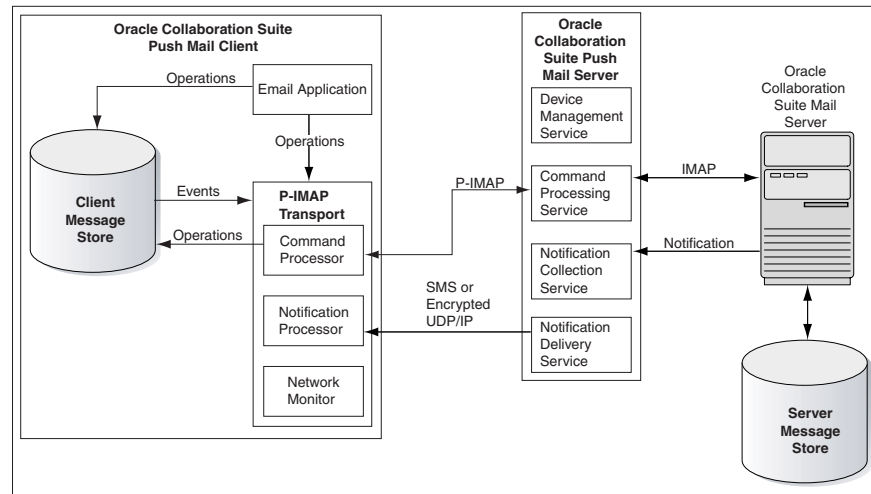 Oracle Collaboration Suite
Push Mail Client
Operations
Email Application
Operations
Client
Message
Store
Events
Operations
P-IMAP
Transport
Command
Processor
Notification
Processor
Network
Monitor
P-IMAP
SMS or
Encrypted
UDP/IP
Oracle
Collaboration
Suite Push
Mail Server
Device
Management
Service
Command
Processing
Service
Notification
Collection
Service
Notification
Delivery
Service
IMAP
Notification
Oracle
Collaboration
Suite Mail
Server
Server
Message
Store